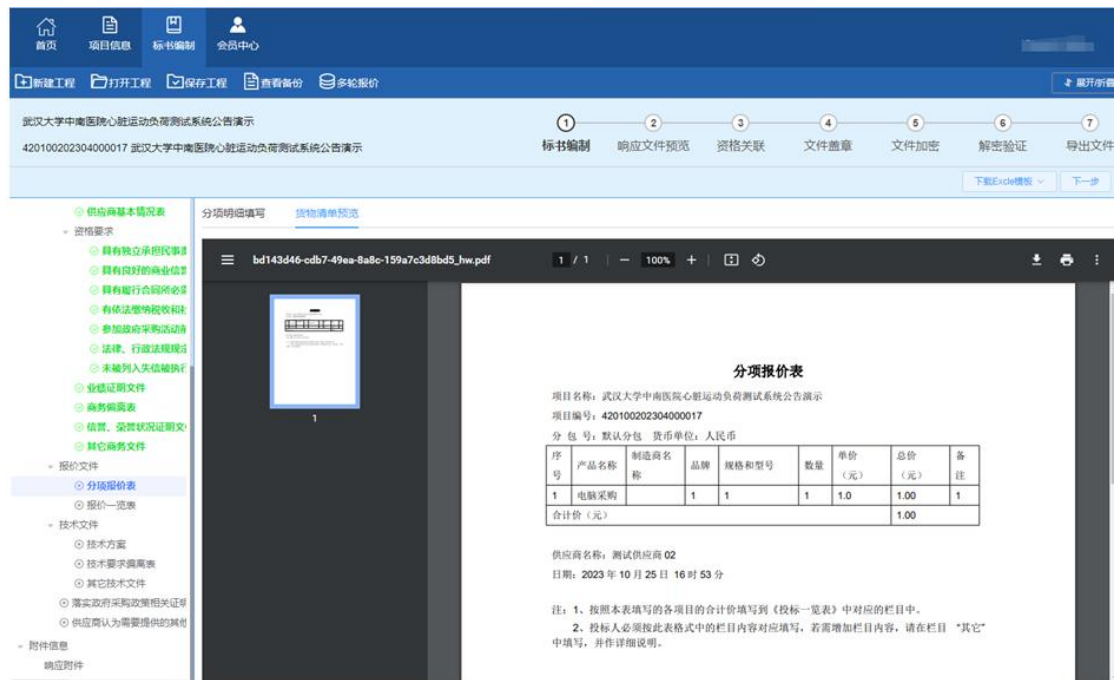 首页 项目信息 标书编制 会员中心
新建工程 打开工程 保存工程 查看备份 多轮报价 展开/折叠
武汉大学中南医院心脏运动负荷测试系统公告演示
420100202304000017 武汉大学中南医院心脏运动负荷测试系统公告演示
1 2 3 4 5 6 7
标书编制 响应文件预览 资格关联 文件盖章 文件加密 解密验证 导出文件
下载Excle模板 下一步
供应商基本情况表
资格要求
具有独立承担民事责
具有良好的商业信誉
具有履行合同所必需
有依法缴纳税收和社
参加政府采购活动前
法律、行政法规规定
未被列入失信被执行
业绩证明文件
商务偏离表
信誉、荣誉状况证明文
其它商务文件
报价文件
分项报价表
报价一览表
技术文件
技术方案
技术要求偏离表
其它技术文件
落实政府采购政策相关证明
供应商认为需要提供的其他
附件信息
响应附件
分项明细填写 货物清单预览
bd143d46-cdb7-49ea-8a8c-159a7c3d8bd5_hw.pdf 1 / 1 100%
1
分项报价表
项目名称：武汉大学中南医院心脏运动负荷测试系统公告演示
项目编号：420100202304000017
分 包 号：默认分包 货币单位：人民币
序号 产品名称 制造商名称 品牌 规格和型号 数量 单价（元） 总价（元） 备注
1 电脑采购 1 1 1 1.0 1.00 1
合计价（元） 1.00
供应商名称：测试供应商 02
日期：2023 年 10 月 25 日 16 时 53 分
注：1、按照本表填写的各项目的合计价填写到《投标一览表》中对应的栏目中。
2、投标人必须按此表格式中的栏目内容对应填写，若需增加栏目内容，请在栏目 “其它”
中填写，并作详细说明。